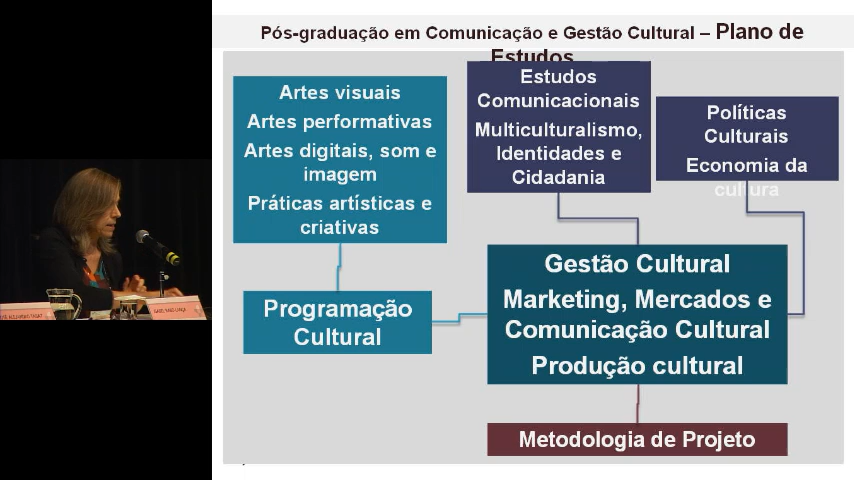 Pós-graduação em Comunicação e Gestão Cultural – Plano de
Estudos
Artes visuais
Artes performativas
Artes digitais, som e
imagem
Práticas artísticas e
criativas
Estudos
Comunicacionais
Multiculturalismo,
Identidades e
Cidadania
Políticas
Culturais
Economia da
cultura
Programação
Cultural
Gestão Cultural
Marketing, Mercados e
Comunicação Cultural
Produção cultural
Metodologia de Projeto